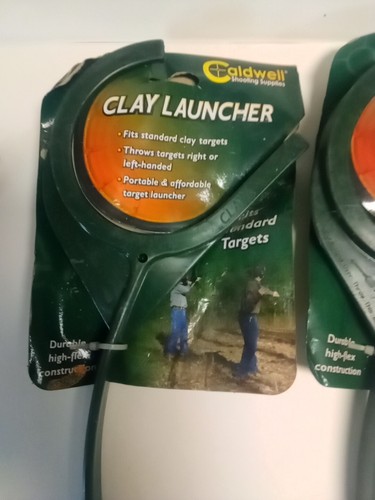 Caldwell
Shooting Supplies
CLAY LAUNCHER
• Fits standard clay targets
• Throws targets right or
left-handed
• Portable & affordable
target launcher
Targets
Durable
high-flex
construction
Durable
high-flex
construction